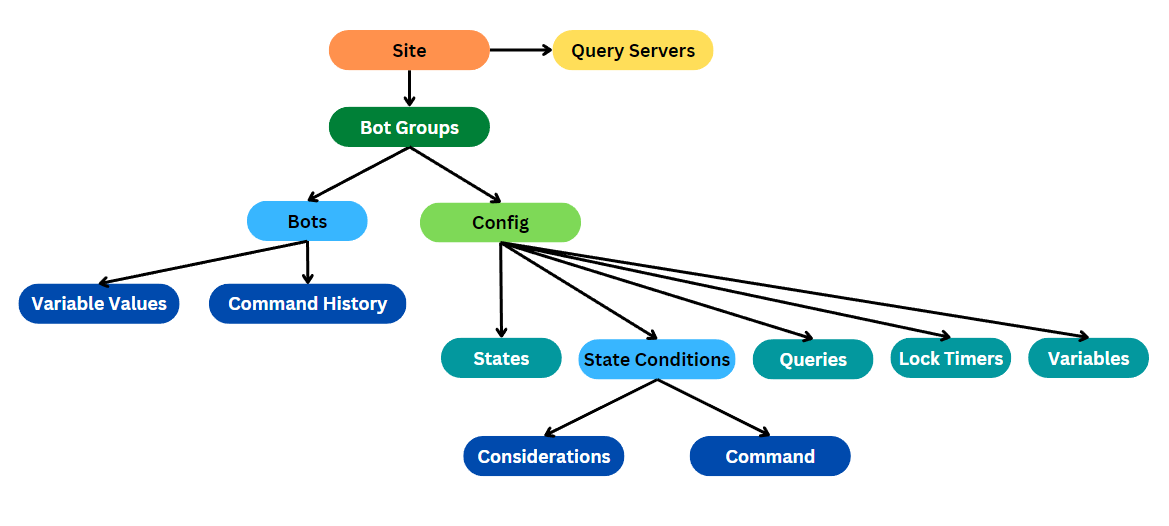 Site
Query Servers
Bot Groups
Bots
Config
Variable Values
Command History
States
State Conditions
Queries
Lock Timers
Variables
Considerations
Command